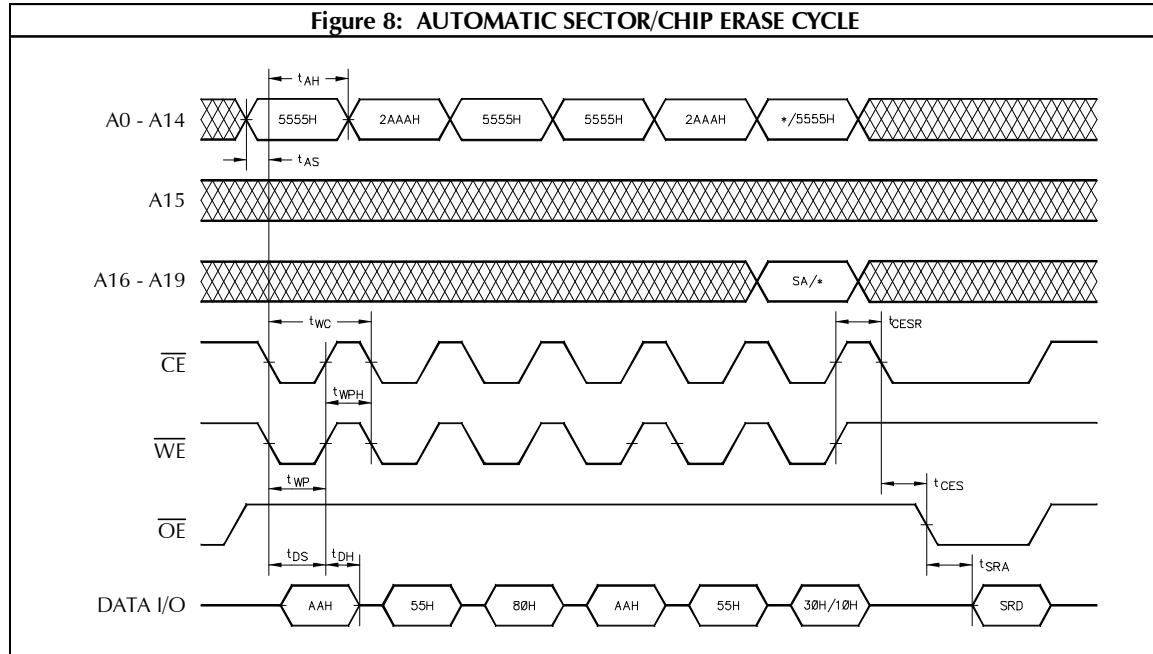 Figure 8: AUTOMATIC SECTOR/CHIP ERASE CYCLE
tAH
A0 - A14 5555H 2AAAH 5555H 5555H 2AAAH */5555H
tAS
A15
A16 - A19 SA/*
tWC tCESR
CE
tWPH
WE
tWP tCES
OE
tDS tDH tSRA
DATA I/O AAH 55H 80H AAH 55H 30H/10H SRD